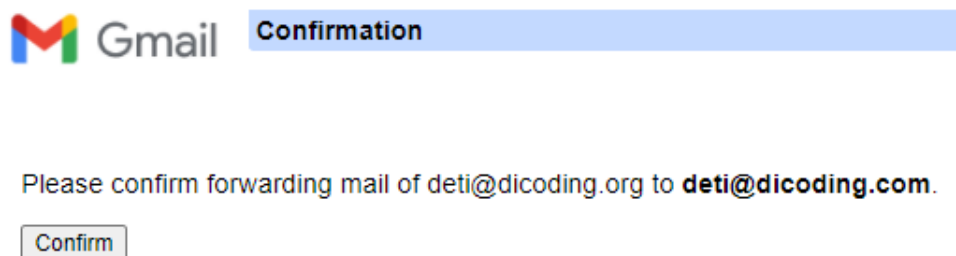 Gmail
Confirmation
Please confirm forwarding mail of deti@dicoding.org to deti@dicoding.com.
Confirm